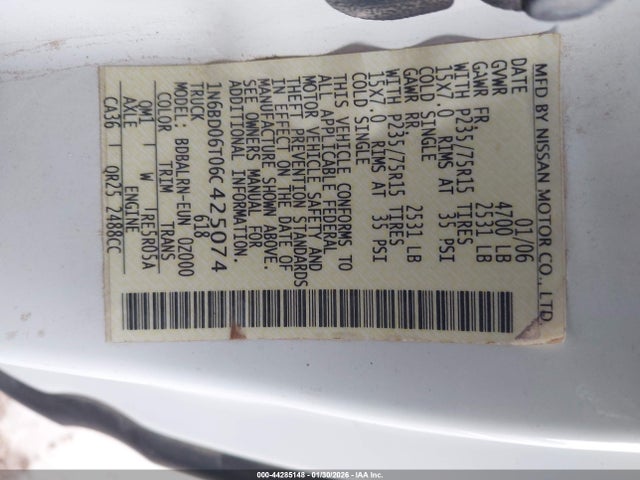 MFD BY NISSAN MOTOR CO., LTD.
DATE 01/06
GVWR 4700 LB
GAWR FR. 2531 LB
WITH P235/75R15 TIRES
15X7.0 RIMS AT 35 PSI
COLD SINGLE
GAWR RR. 2531 LB
WITH P235/75R15 TIRES
15X7.0 RIMS AT 35 PSI
COLD SINGLE
THIS VEHICLE CONFORMS TO
ALL APPLICABLE FEDERAL
MOTOR VEHICLE SAFETY AND
THEFT PREVENTION STANDARDS
IN EFFECT ON THE DATE OF
MANUFACTURE SHOWN ABOVE.
SEE OWNERS MANUAL FOR
ADDITIONAL INFORMATION.
1N6BD06T06C425074
TRUCK 618
MODEL: BDBALRN-EUN 02000
COLOR TRIM TRANS
QM1 W RE5R05A
AXLE ENGINE
CA36 QR25 2488CC
000-44285148 - 01/30/2026 - IAAI, Inc.